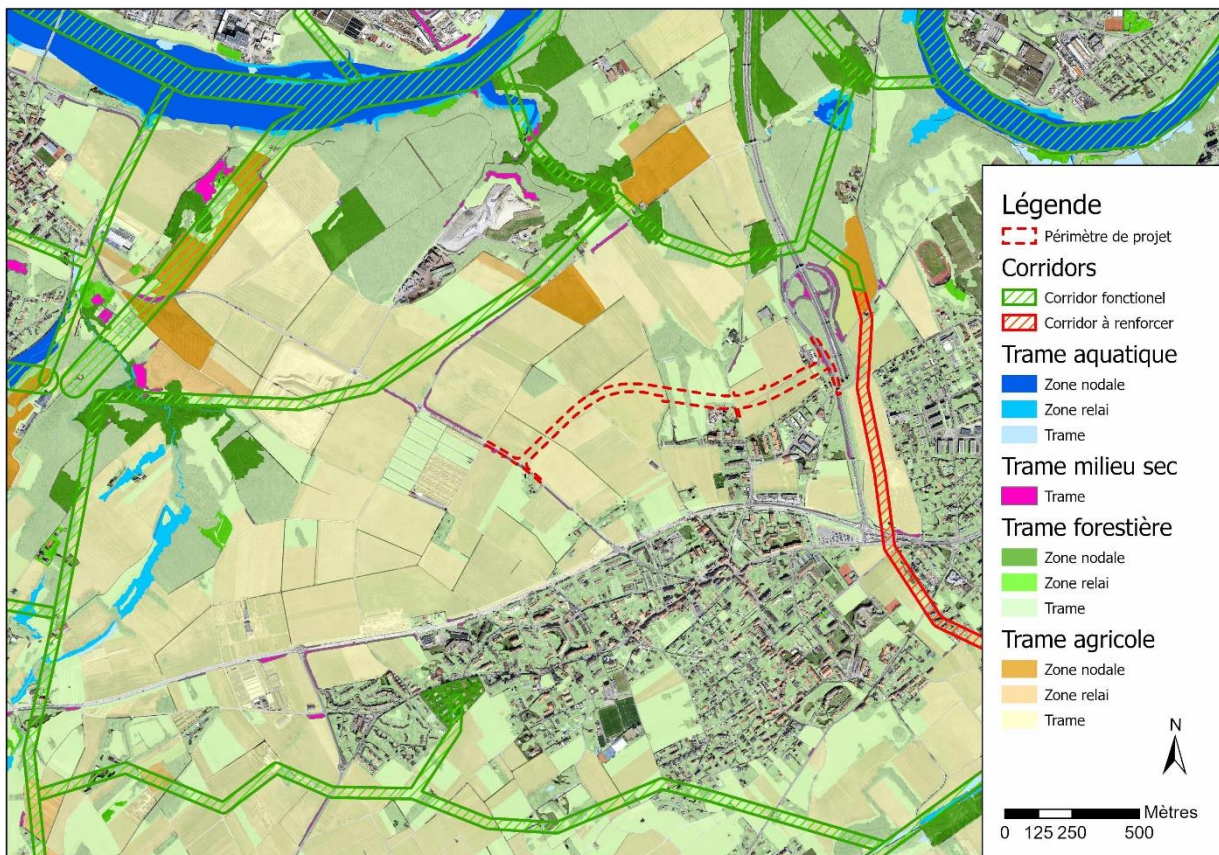 Légende
Périmètre de projet
Corridors
Corridor fonctionel
Corridor à renforcer
Trame aquatique
Zone nodale
Zone relai
Trame
Trame milieu sec
Trame
Trame forestière
Zone nodale
Zone relai
Trame
Trame agricole
Zone nodale
Zone relai
Trame
N
Mètres
0 125 250 500